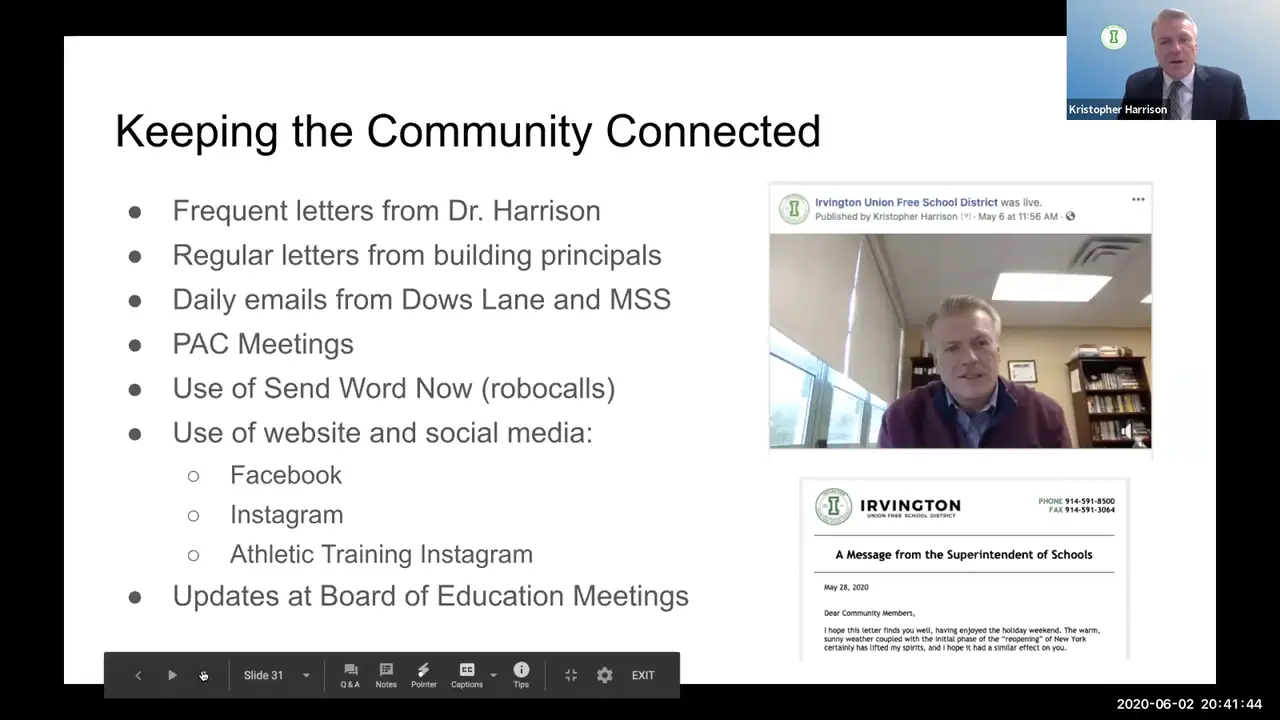 Kristopher Harrison
Keeping the Community Connected
Frequent letters from Dr. Harrison
Regular letters from building principals
Daily emails from Dows Lane and MSS
PAC Meetings
Use of Send Word Now (robocalls)
Use of website and social media:
Facebook
Instagram
Athletic Training Instagram
Updates at Board of Education Meetings
Irvington Union Free School District was live.
Published by Kristopher Harrison [?] · May 6 at 11:56 AM ·
IRVINGTON
UNION FREE SCHOOL DISTRICT
PHONE 914-591-8500
FAX 914-591-3064
A Message from the Superintendent of Schools
May 28, 2020
Dear Community Members,
I hope this letter finds you well, having enjoyed the holiday weekend. The warm,
sunny weather coupled with the initial phase of the "reopening" of New York
certainly has lifted my spirits, and I hope it had a similar effect on you.
Slide 31
Q & A
Notes
Pointer
CC
Captions
Tips
EXIT
2020-06-02 20:41:44